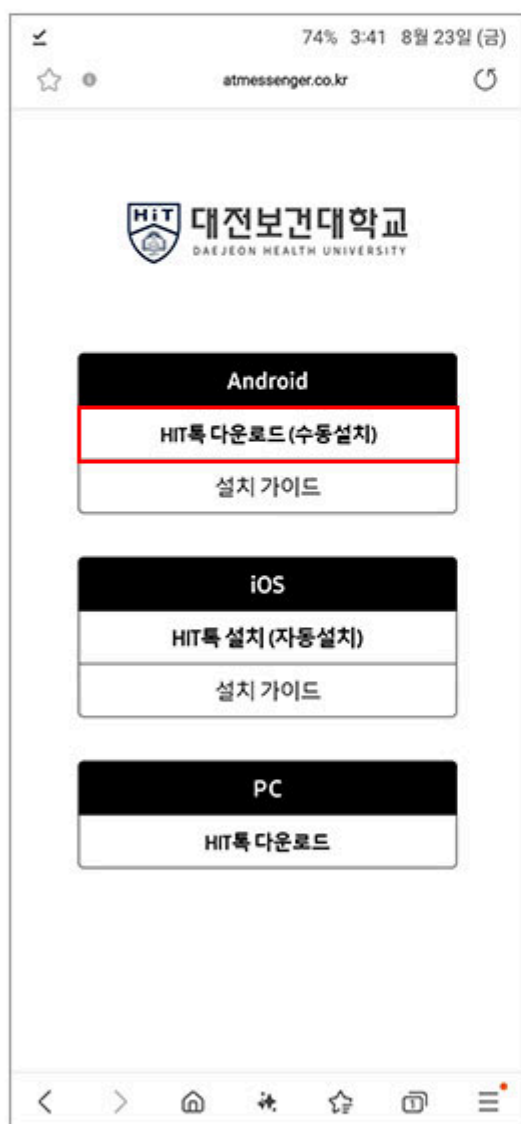 74% 3:41 8월 23일 (금)
atmessenger.co.kr
HiT 대전보건대학교
DAEJEON HEALTH UNIVERSITY
Android
HIT톡 다운로드 (수동설치)
설치 가이드
iOS
HIT톡 설치 (자동설치)
설치 가이드
PC
HIT톡 다운로드
1